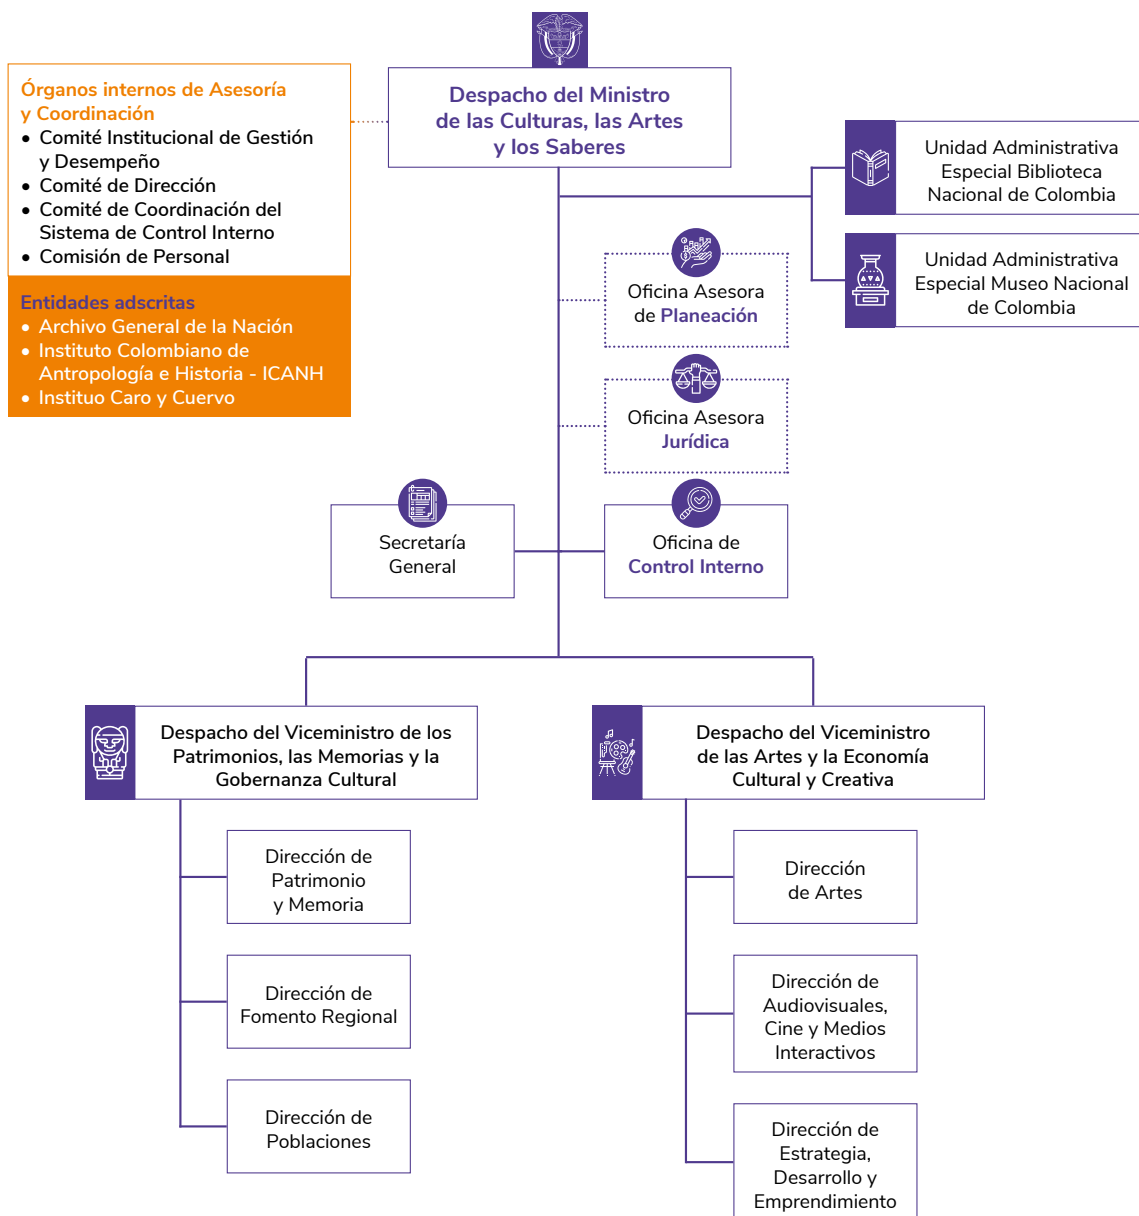 Despacho del Ministro
de las Culturas, las Artes
y los Saberes
Órganos internos de Asesoría
y Coordinación
• Comité Institucional de Gestión
y Desempeño
• Comité de Dirección
• Comité de Coordinación del
Sistema de Control Interno
• Comisión de Personal
Entidades adscritas
• Archivo General de la Nación
• Instituto Colombiano de
Antropología e Historia - ICANH
• Instituo Caro y Cuervo
Unidad Administrativa
Especial Biblioteca
Nacional de Colombia
Unidad Administrativa
Especial Museo Nacional
de Colombia
Oficina Asesora
de Planeación
Oficina Asesora
Jurídica
Secretaría
General
Oficina de
Control Interno
Despacho del Viceministro de los
Patrimonios, las Memorias y la
Gobernanza Cultural
Dirección de
Patrimonio
y Memoria
Dirección de
Fomento Regional
Dirección de
Poblaciones
Despacho del Viceministro
de las Artes y la Economía
Cultural y Creativa
Dirección
de Artes
Dirección de
Audiovisuales,
Cine y Medios
Interactivos
Dirección de
Estrategia,
Desarrollo y
Emprendimiento